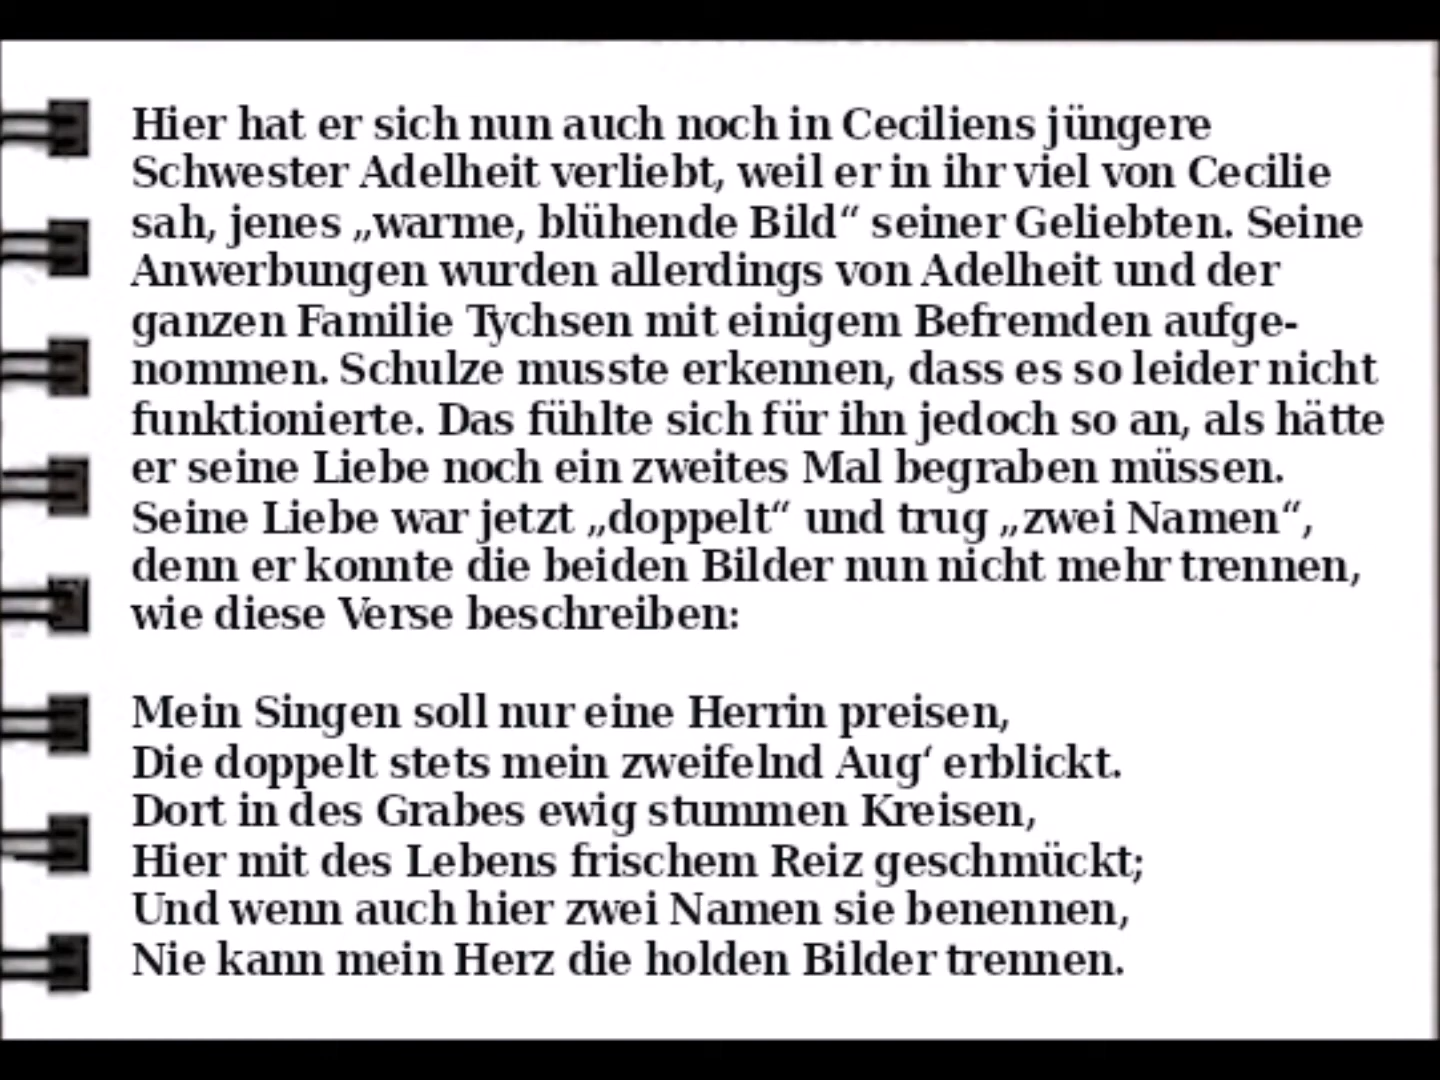 Hier hat er sich nun auch noch in Ceciliens jüngere
Schwester Adelheit verliebt, weil er in ihr viel von Cecilie
sah, jenes „warme, blühende Bild“ seiner Geliebten. Seine
Anwerbungen wurden allerdings von Adelheit und der
ganzen Familie Tychsen mit einigem Befremden aufge-
nommen. Schulze musste erkennen, dass es so leider nicht
funktionierte. Das fühlte sich für ihn jedoch so an, als hätte
er seine Liebe noch ein zweites Mal begraben müssen.
Seine Liebe war jetzt „doppelt“ und trug „zwei Namen“,
denn er konnte die beiden Bilder nun nicht mehr trennen,
wie diese Verse beschreiben:

Mein Singen soll nur eine Herrin preisen,
Die doppelt stets mein zweifelnd Aug‘ erblickt.
Dort in des Grabes ewig stummen Kreisen,
Hier mit des Lebens frischem Reiz geschmückt;
Und wenn auch hier zwei Namen sie benennen,
Nie kann mein Herz die holden Bilder trennen.